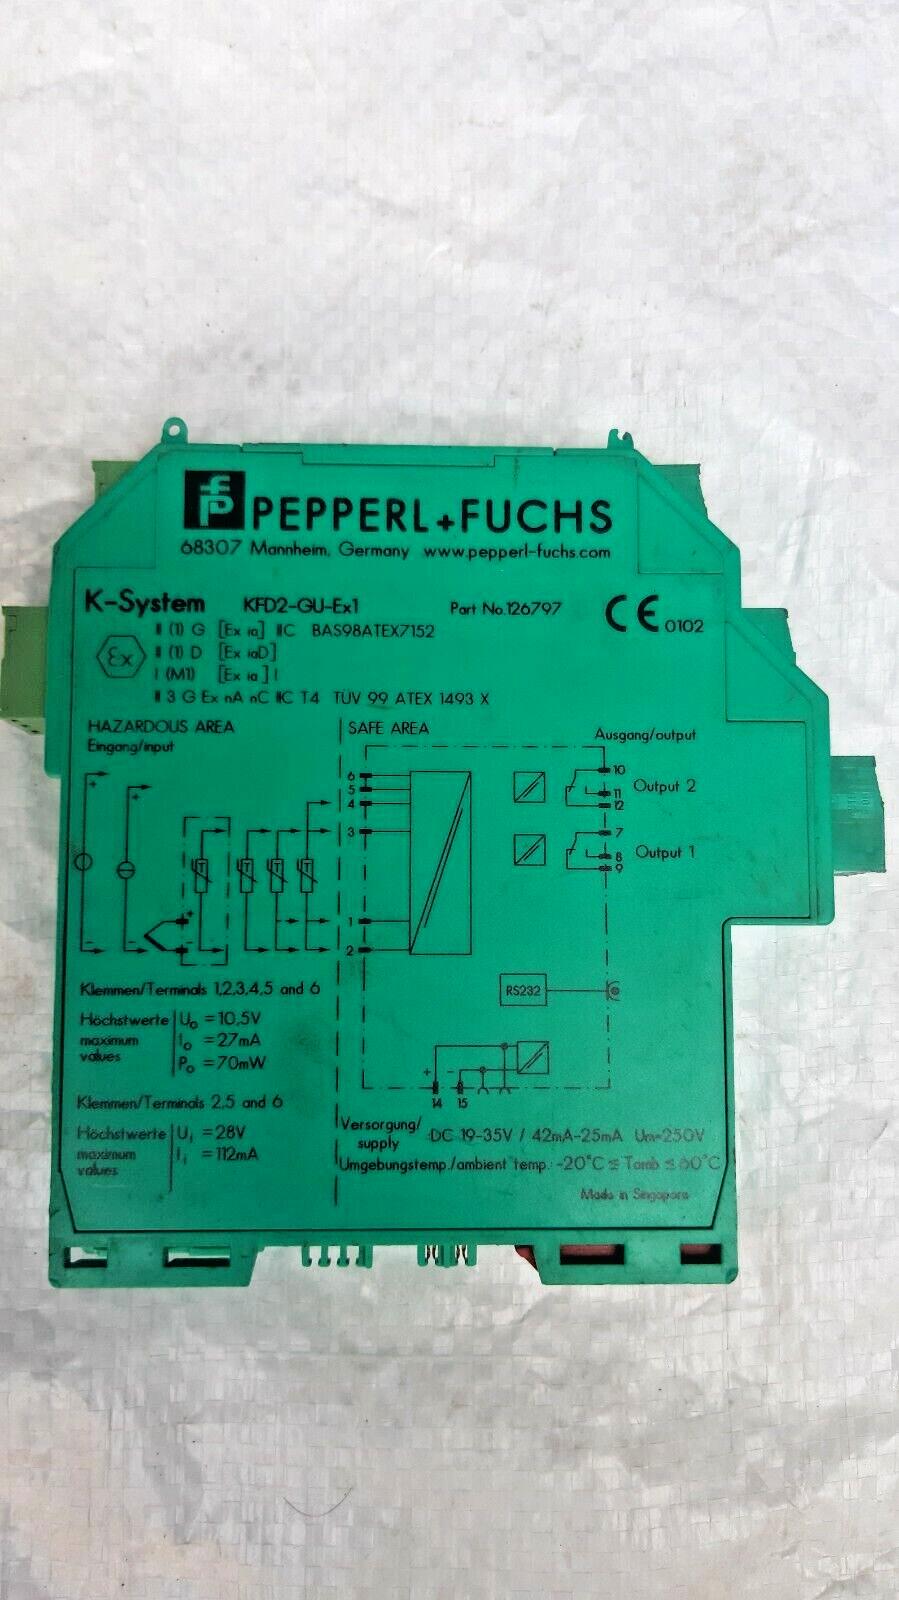 PEPPERL+FUCHS
68307 Mannheim, Germany www.pepperl-fuchs.com
K-System KFD2-GU-Ex1 Part No.126797 CE 0102
Ex
II (1) G [Ex ia] IIC BAS98ATEX7152
II (1) D [Ex iaD]
I (M1) [Ex ia] I
II 3 G Ex nA nC IIC T4 TÜV 99 ATEX 1493 X
HAZARDOUS AREA
Eingang/input
SAFE AREA
Ausgang/output
6
5
4
3
1
2
10
11
12
Output 2
7
8
9
Output 1
RS232
+ -
14 15
Klemmen/Terminals 1,2,3,4,5 and 6
Höchstwerte
maximum
values
Uo =10,5V
Io =27mA
Po =70mW
Klemmen/Terminals 2,5 and 6
Höchstwerte
maximum
values
Ui =28V
Ii =112mA
Versorgung/
supply
DC 19-35V / 42mA-25mA Um=250V
Umgebungstemp./ambient temp.: -20°C ≤ Tamb ≤ 60°C
Made in Singapore